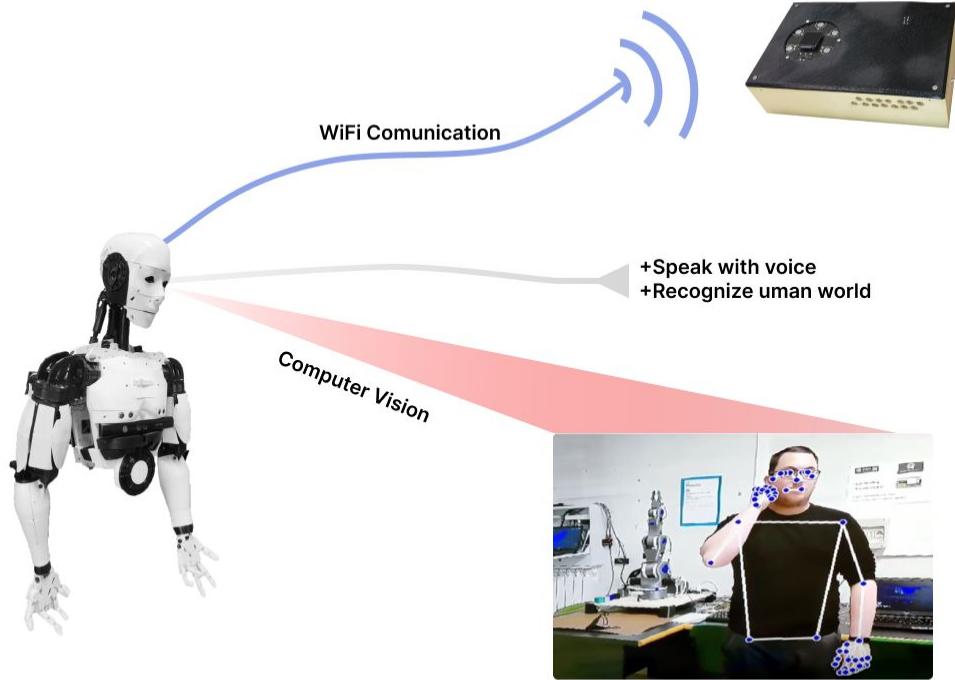 WiFi Comunication
+Speak with voice
+Recognize uman world
Computer Vision